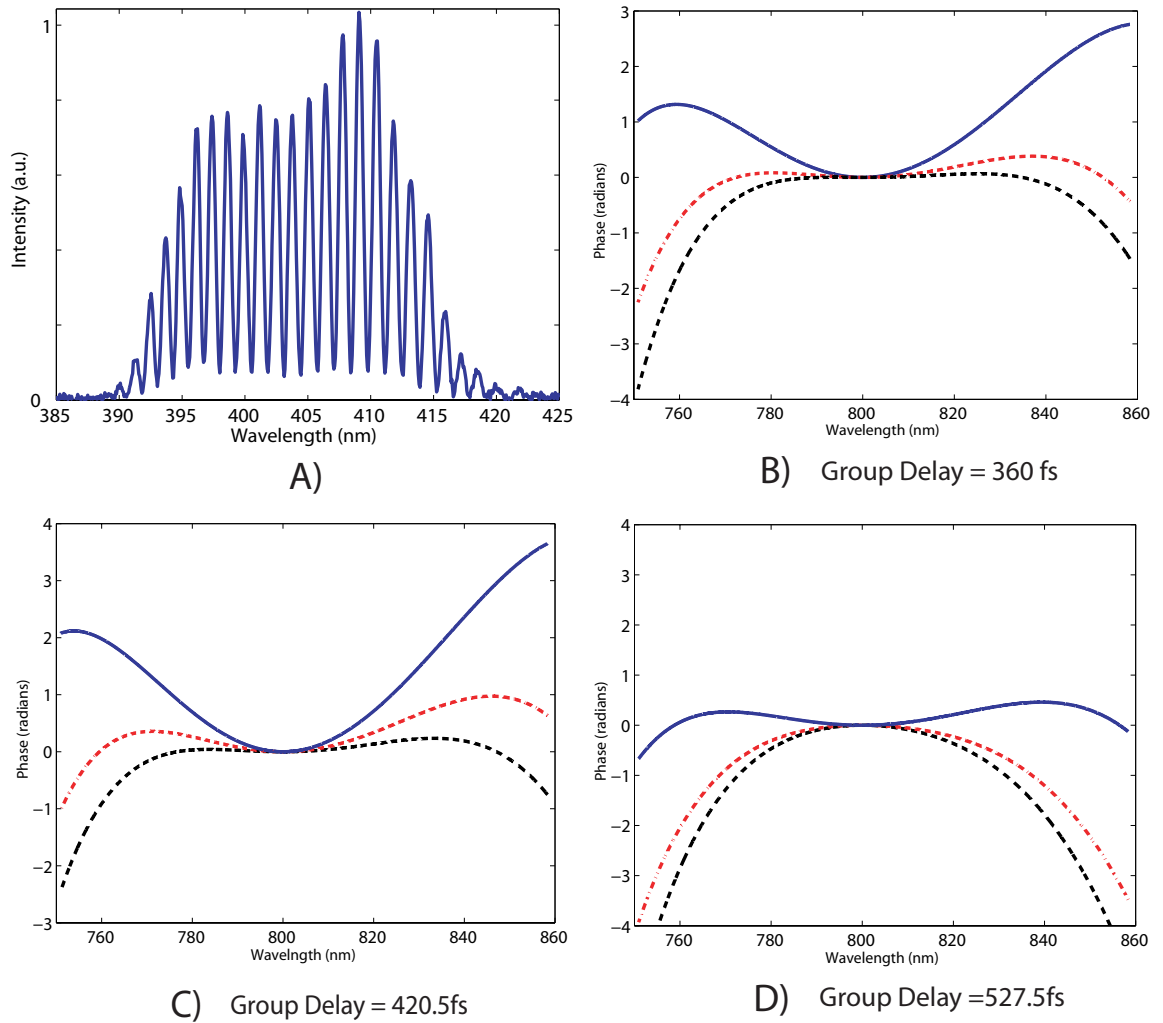 1
Intensity (a.u.)
0
385 390 395 400 405 410 415 420 425
Wavelength (nm)
A)
3
2
1
0
−1
−2
−3
−4
Phase (radians)
760 780 800 820 840 860
Wavelength (nm)
B) Group Delay = 360 fs
4
3
2
1
0
−1
−2
−3
Phase (radians)
760 780 800 820 840 860
Wavelength (nm)
C) Group Delay = 420.5fs
4
3
2
1
0
−1
−2
−3
−4
Phase (radians)
760 780 800 820 840 860
Wavelength (nm)
D) Group Delay =527.5fs